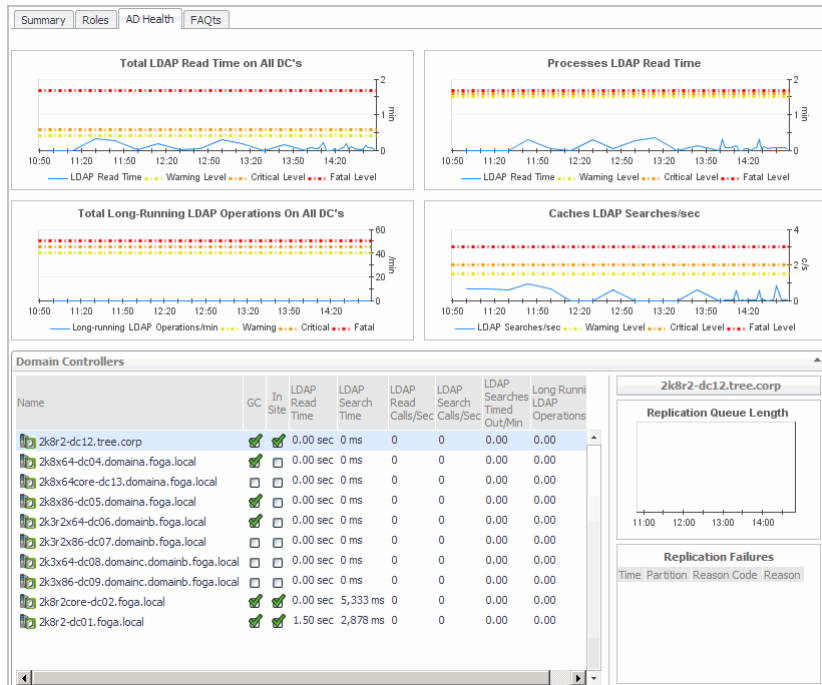 Summary Roles AD Health FAQts
Total LDAP Read Time on All DC's
2
1
0
min
10:50 11:20 11:50 12:20 12:50 13:20 13:50 14:20
LDAP Read Time Warning Level Critical Level Fatal Level
Processes LDAP Read Time
2
1
0
min
10:50 11:20 11:50 12:20 12:50 13:20 13:50 14:20
LDAP Read Time Warning Level Critical Level Fatal Level
Total Long-Running LDAP Operations On All DC's
60
40
20
0
/min
10:50 11:20 11:50 12:20 12:50 13:20 13:50 14:20
Long-running LDAP Operations/min Warning Critical Fatal
Caches LDAP Searches/sec
4
2
0
c/s
10:50 11:20 11:50 12:20 12:50 13:20 13:50 14:20
LDAP Searches/sec Warning Level Critical Level Fatal Level
Domain Controllers
Name GC In Site LDAP Read Time LDAP Search Time LDAP Read Calls/Sec LDAP Search Calls/Sec LDAP Searches Timed Out/Min Long Runni LDAP Operations
2k8r2-dc12.tree.corp 0.00 sec 0 ms 0 0 0.00 0.00
2k8x64-dc04.domaina.foga.local 0.00 sec 0 ms 0 0 0.00 0.00
2k8x64core-dc13.domaina.foga.local 0.00 sec 0 ms 0 0 0.00 0.00
2k8x86-dc05.domaina.foga.local 0.00 sec 0 ms 0 0 0.00 0.00
2k3r2x64-dc06.domainb.foga.local 0.00 sec 0 ms 0 0 0.00 0.00
2k3r2x86-dc07.domainb.foga.local 0.00 sec 0 ms 0 0 0.00 0.00
2k3x64-dc08.domainc.domainb.foga.local 0.00 sec 0 ms 0 0 0.00 0.00
2k3x86-dc09.domainc.domainb.foga.local 0.00 sec 0 ms 0 0 0.00 0.00
2k8r2core-dc02.foga.local 0.00 sec 5,333 ms 0 0 0.00 0.00
2k8r2-dc01.foga.local 1.50 sec 2,878 ms 0 0 0.00 0.00
2k8r2-dc12.tree.corp
Replication Queue Length
11:00 12:00 13:00 14:00
Replication Failures
Time Partition Reason Code Reason